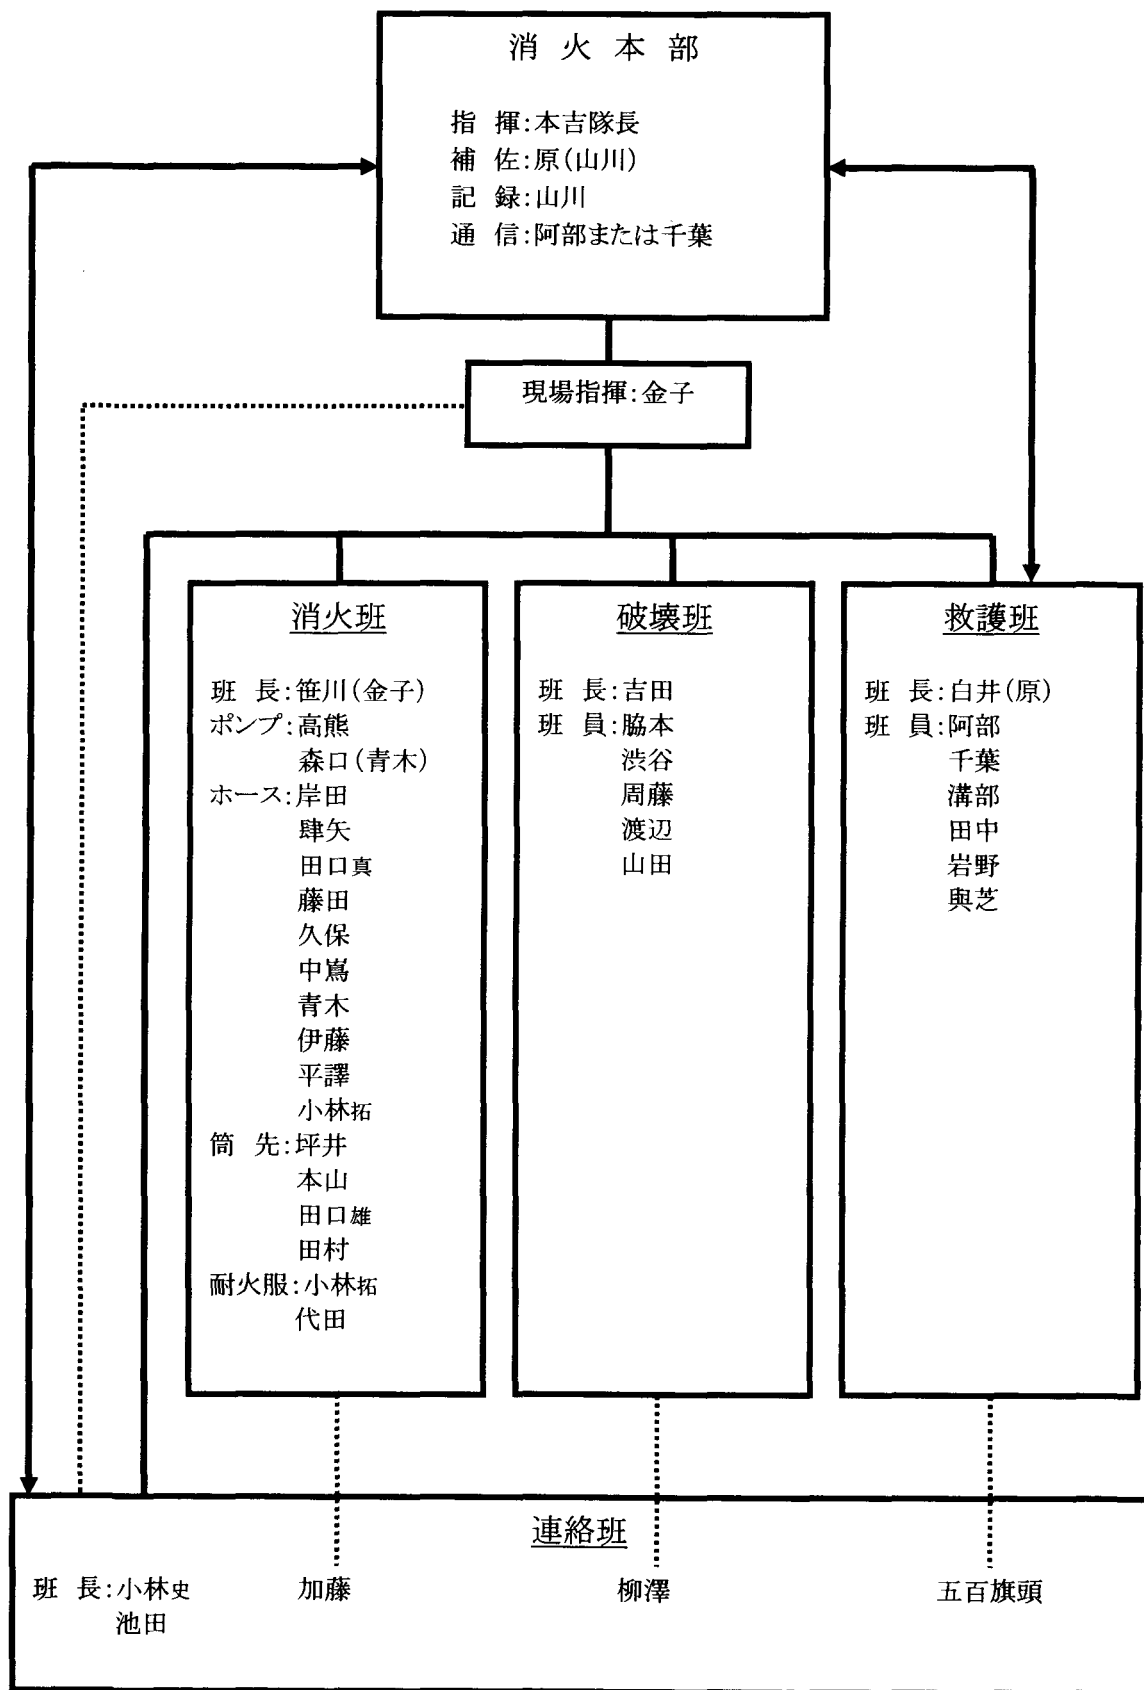 消火本部
指揮:本吉隊長
補佐:原(山川)
記録:山川
通信:阿部または千葉
現場指揮:金子
消火班
班長:笹川(金子)
ポンプ:高熊
森口(青木)
ホース:岸田
肆矢
田口真
藤田
久保
中嶌
青木
伊藤
平譯
小林拓
筒先:坪井
本山
田口雄
田村
耐火服:小林拓
代田
破壊班
班長:吉田
班員:脇本
渋谷
周藤
渡辺
山田
救護班
班長:白井(原)
班員:阿部
千葉
溝部
田中
岩野
與芝
連絡班
班長:小林史
池田
加藤
柳澤
五百旗頭